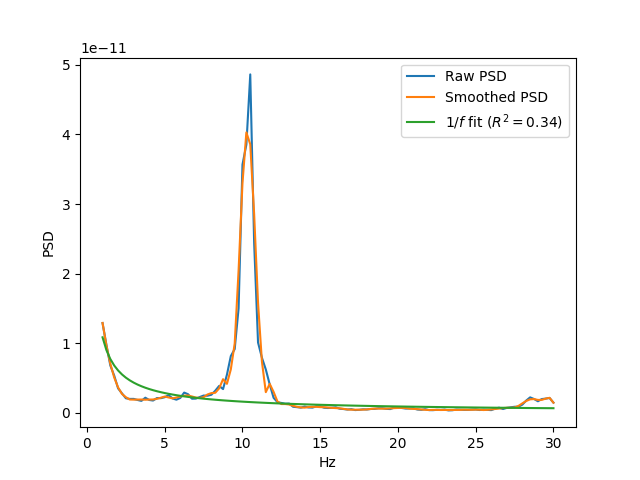 1e−11
5
4
3
2
1
0
PSD
0 5 10 15 20 25 30
Hz
Raw PSD
Smoothed PSD
1/f fit (R² = 0.34)